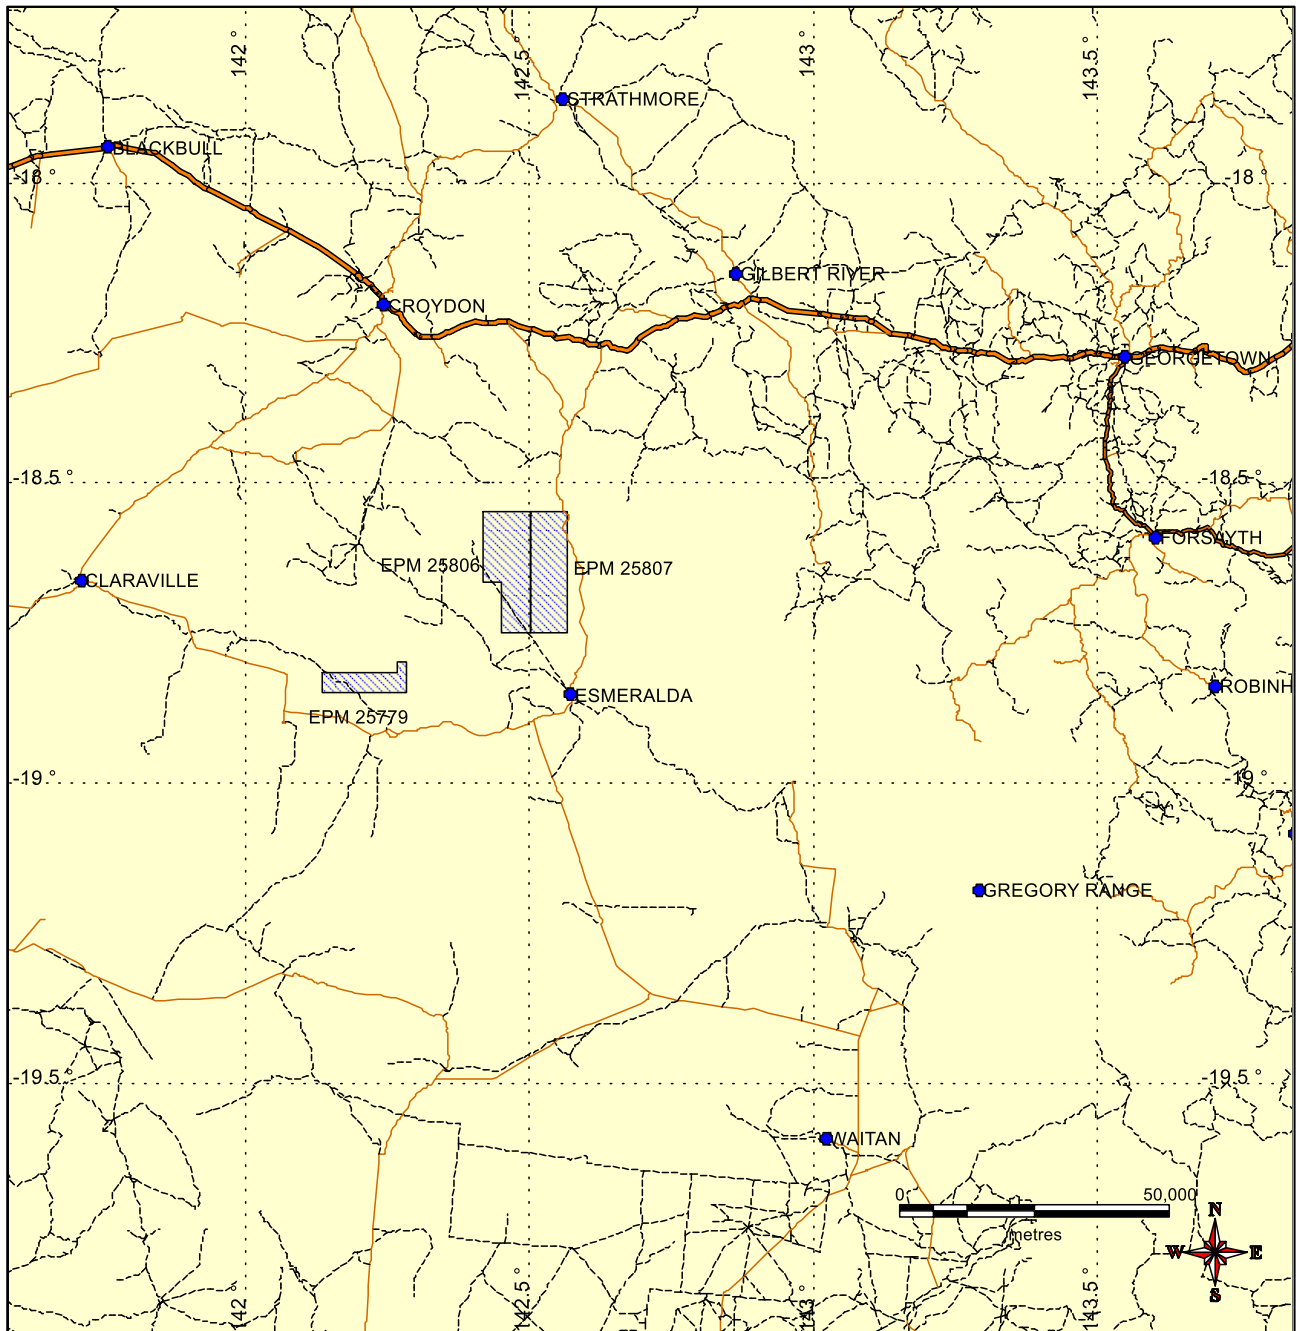 142 °
142.5 °
143 °
143.5 °
STRATHMORE
BLACKBULL
-18 °
-18 °
GILBERT RIVER
CROYDON
GEORGETOWN
-18.5 °
-18.5 °
FORSAYTH
EPM 25806
EPM 25807
CLARAVILLE
ROBINH
ESMERALDA
EPM 25779
-19 °
-19 °
GREGORY RANGE
-19.5 °
-19.5 °
WAITAN
0
50,000
metres
N
W
E
S
142 °
142.5 °
143 °
143.5 °